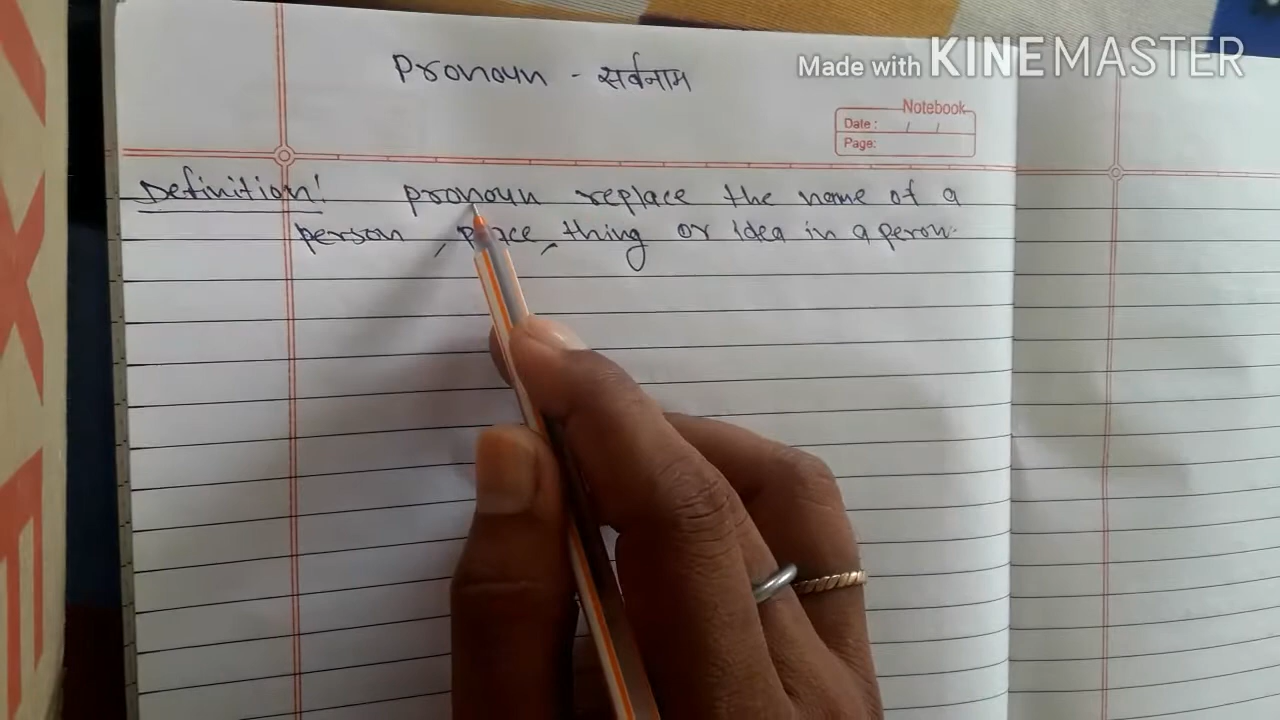 Pronoun - सर्वनाम
Made with KINEMASTER
Notebook
Date: / /
Page:
Definition! pronoun replace the name of a
person, place, thing or idea in a peron.
EXX